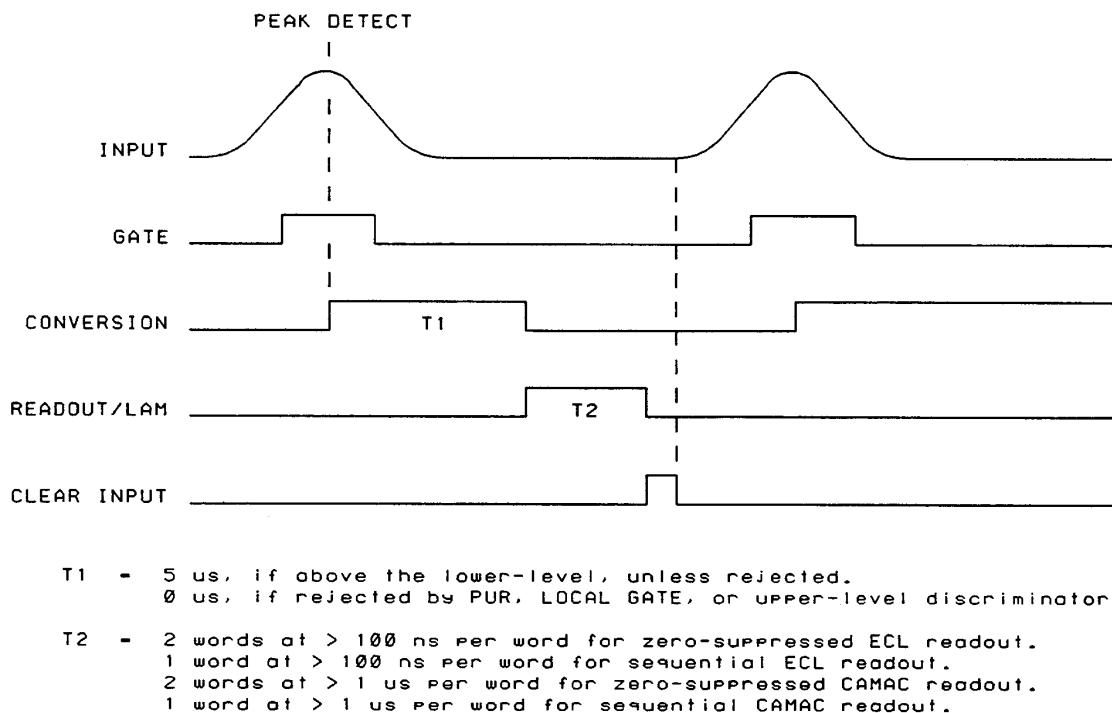 PEAK DETECT
INPUT
GATE
CONVERSION
T1
READOUT/LAM
T2
CLEAR INPUT
T1 - 5 us, if above the lower-level, unless rejected.
0 us, if rejected by PUR, LOCAL GATE, or upper-level discriminator
T2 - 2 words at > 100 ns per word for zero-suppressed ECL readout.
1 word at > 100 ns per word for sequential ECL readout.
2 words at > 1 us per word for zero-suppressed CAMAC readout.
1 word at > 1 us per word for sequential CAMAC readout.